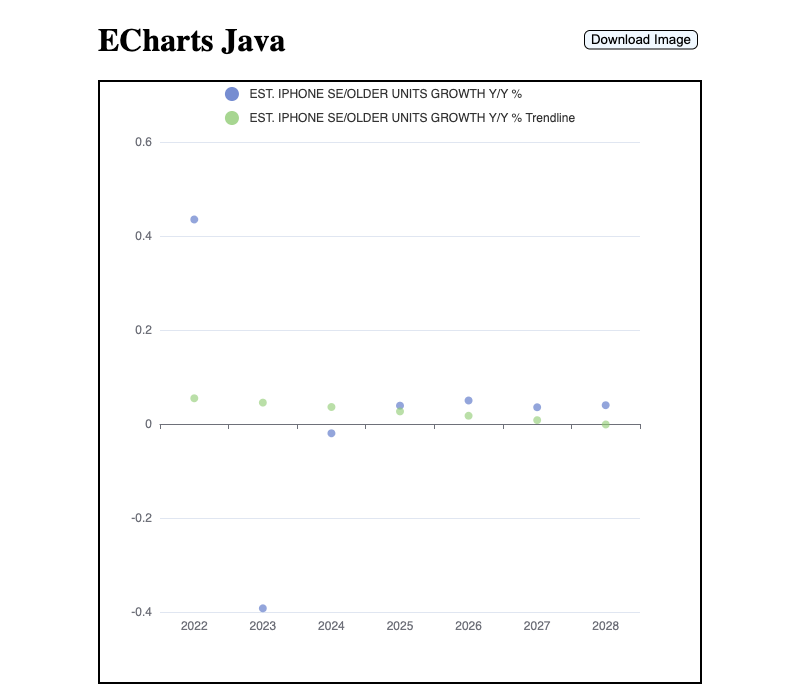 ECharts Java
Download Image
EST. IPHONE SE/OLDER UNITS GROWTH Y/Y %
EST. IPHONE SE/OLDER UNITS GROWTH Y/Y % Trendline
0.6
0.4
0.2
0
-0.2
-0.4
2022 2023 2024 2025 2026 2027 2028